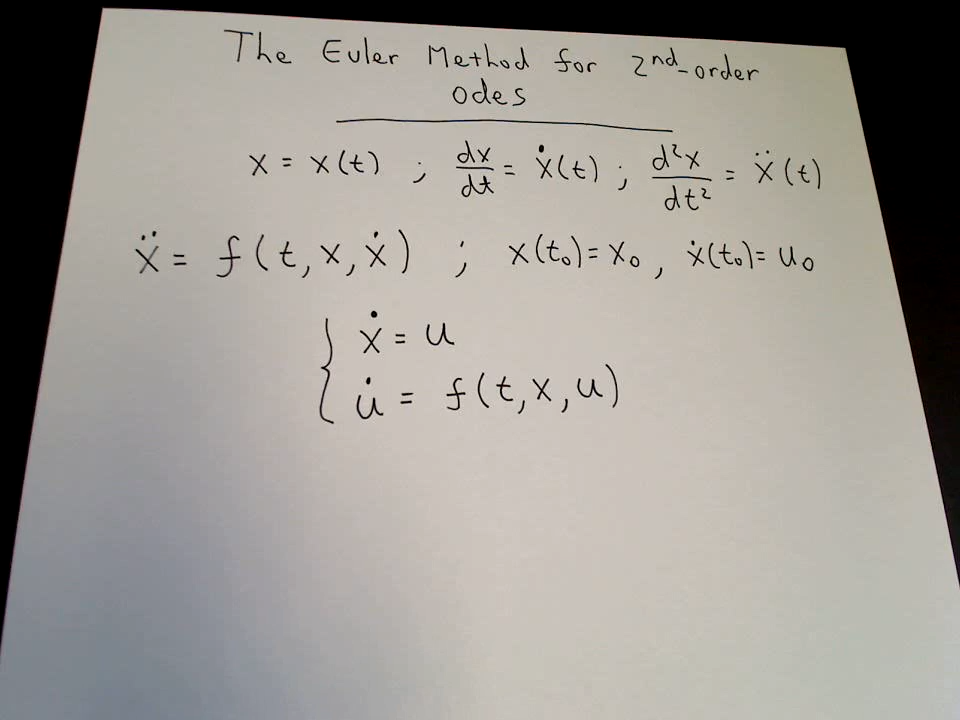 The Euler Method for 2nd-order
odes
x = x(t) ; dx/dt = ẋ(t) ; d²x/dt² = ẍ(t)
ẍ = f(t, x, ẋ) ; x(t₀) = x₀ , ẋ(t₀) = u₀
{ ẋ = u
u̇ = f(t, x, u)